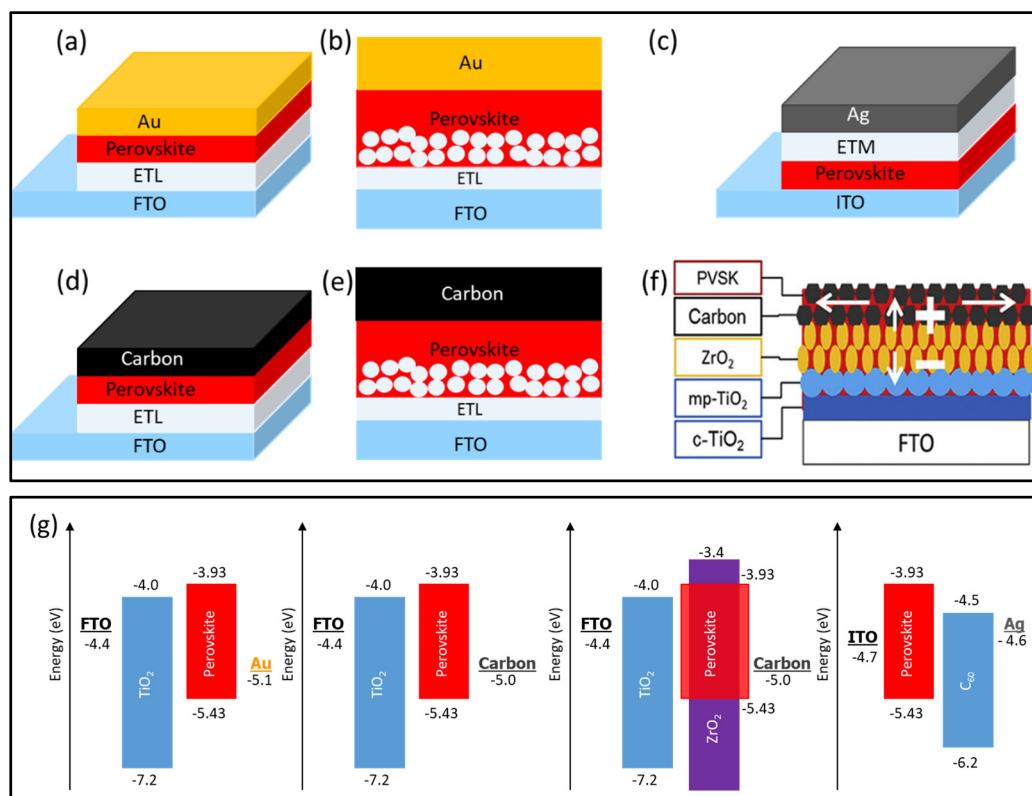 (a)
Au
Perovskite
ETL
FTO
(b)
Au
Perovskite
ETL
FTO
(c)
Ag
ETM
Perovskite
ITO
(d)
Carbon
Perovskite
ETL
FTO
(e)
Carbon
Perovskite
ETL
FTO
(f)
PVSK
Carbon
ZrO₂
mp-TiO₂
c-TiO₂
+
−
FTO
(g)
Energy (eV)
FTO
-4.4
-4.0
TiO₂
-7.2
-3.93
Perovskite
-5.43
Au
-5.1
Energy (eV)
FTO
-4.4
-4.0
TiO₂
-7.2
-3.93
Perovskite
-5.43
Carbon
-5.0
Energy (eV)
FTO
-4.4
-4.0
TiO₂
-7.2
-3.4
-3.93
Perovskite
ZrO₂
-5.43
Carbon
-5.0
Energy (eV)
ITO
-4.7
-3.93
Perovskite
-5.43
-4.5
C₆₀
-6.2
Ag
-4.6